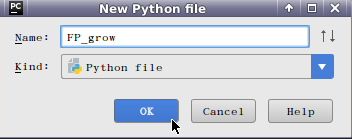 PC New Python file
Name: FP_grow
Kind: Python file
OK Cancel Help